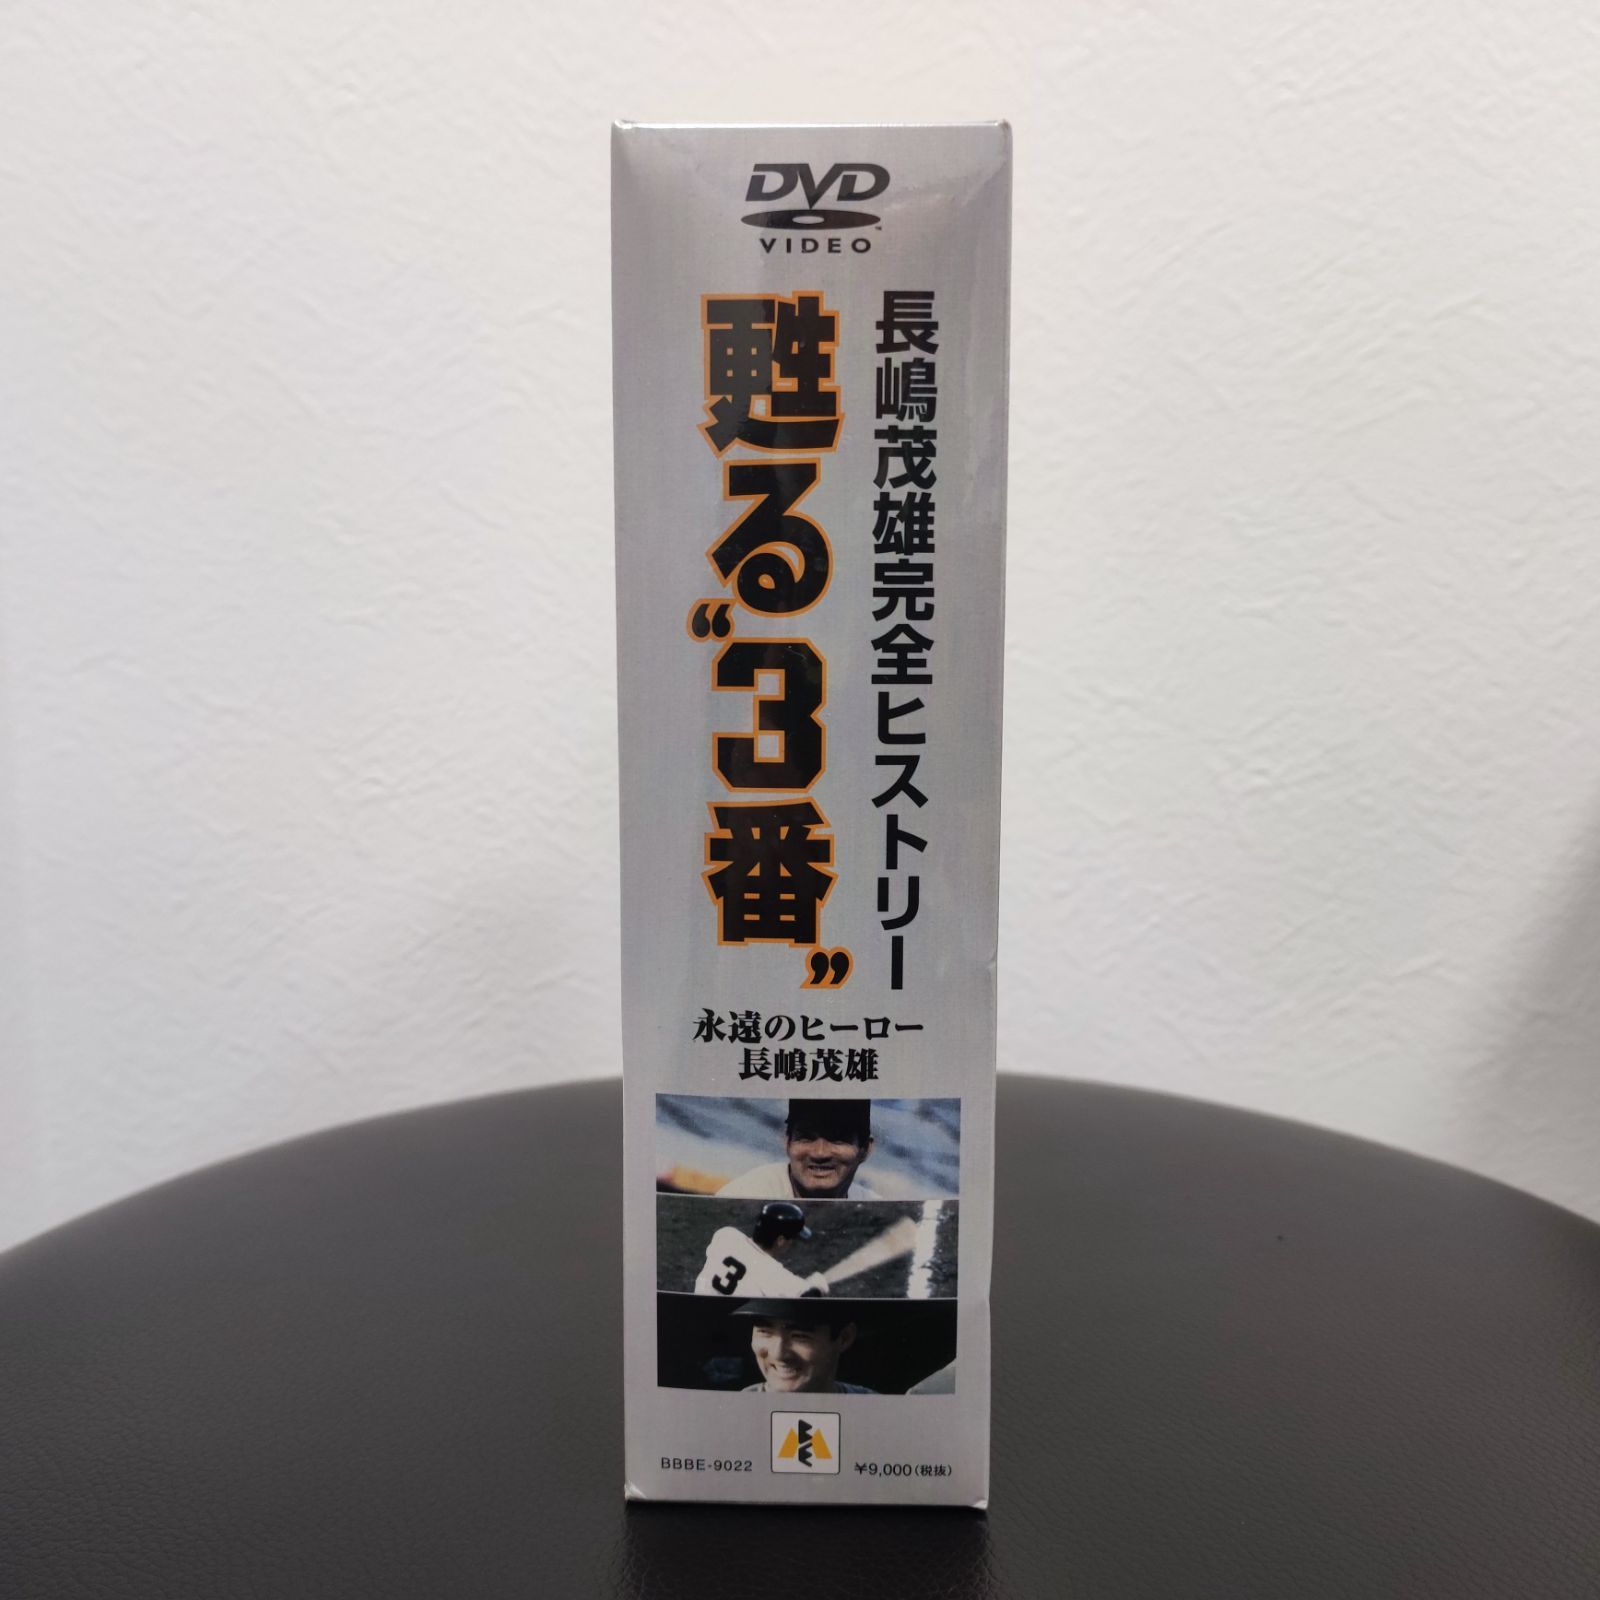 DVD
VIDEO
長嶋茂雄完全ヒストリー
甦る“3番”
永遠のヒーロー
長嶋茂雄
3
BBBE-9022
¥9,000(税抜)